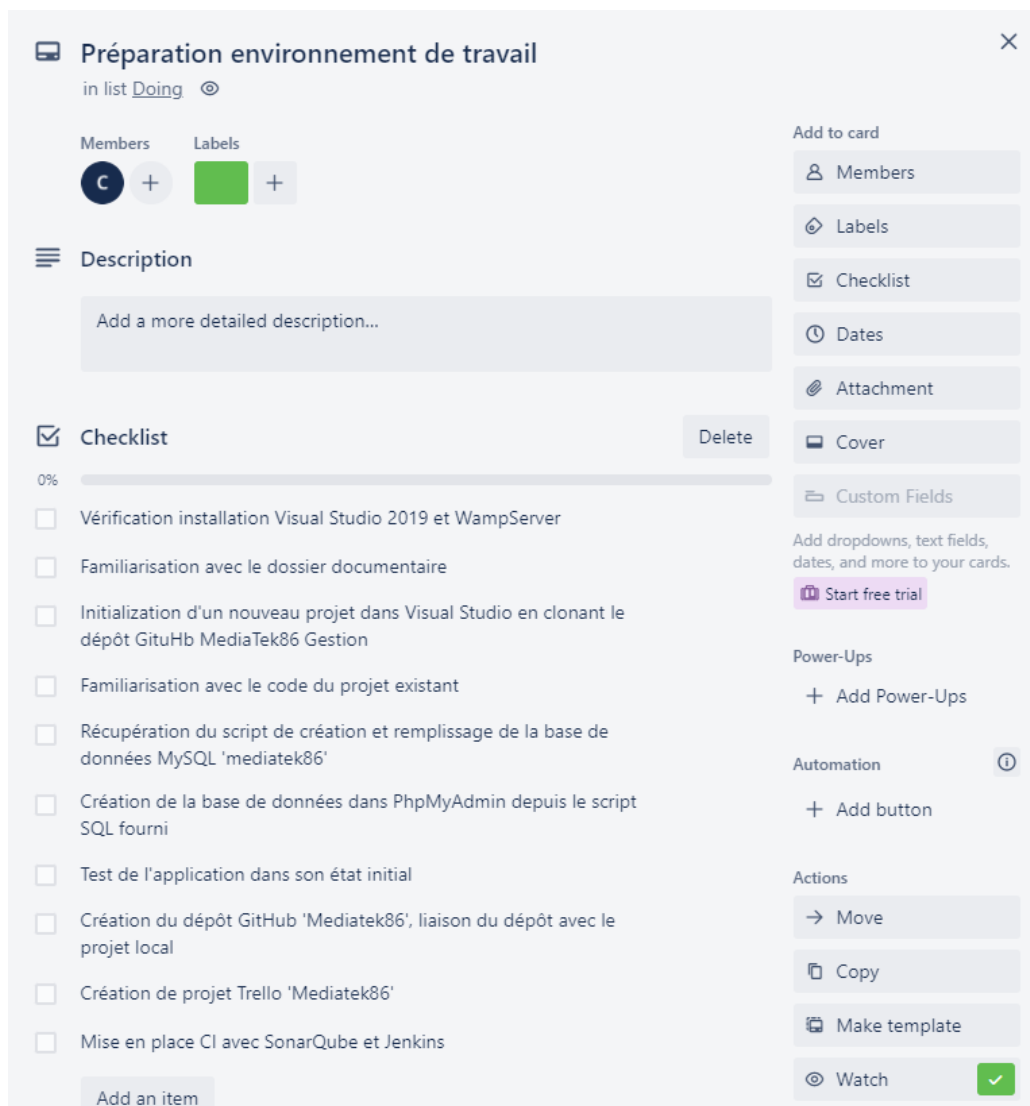 Préparation environnement de travail
in list Doing
Members
Labels
C
Description
Add a more detailed description...
Checklist
Delete
0%
Vérification installation Visual Studio 2019 et WampServer
Familiarisation avec le dossier documentaire
Initialization d'un nouveau projet dans Visual Studio en clonant le
dépôt GituHb MediaTek86 Gestion
Familiarisation avec le code du projet existant
Récupération du script de création et remplissage de la base de
données MySQL 'mediatek86'
Création de la base de données dans PhpMyAdmin depuis le script
SQL fourni
Test de l'application dans son état initial
Création du dépôt GitHub 'Mediatek86', liaison du dépôt avec le
projet local
Création de projet Trello 'Mediatek86'
Mise en place CI avec SonarQube et Jenkins
Add an item
Add to card
Members
Labels
Checklist
Dates
Attachment
Cover
Custom Fields
Add dropdowns, text fields,
dates, and more to your cards.
Start free trial
Power-Ups
+ Add Power-Ups
Automation
+ Add button
Actions
Move
Copy
Make template
Watch